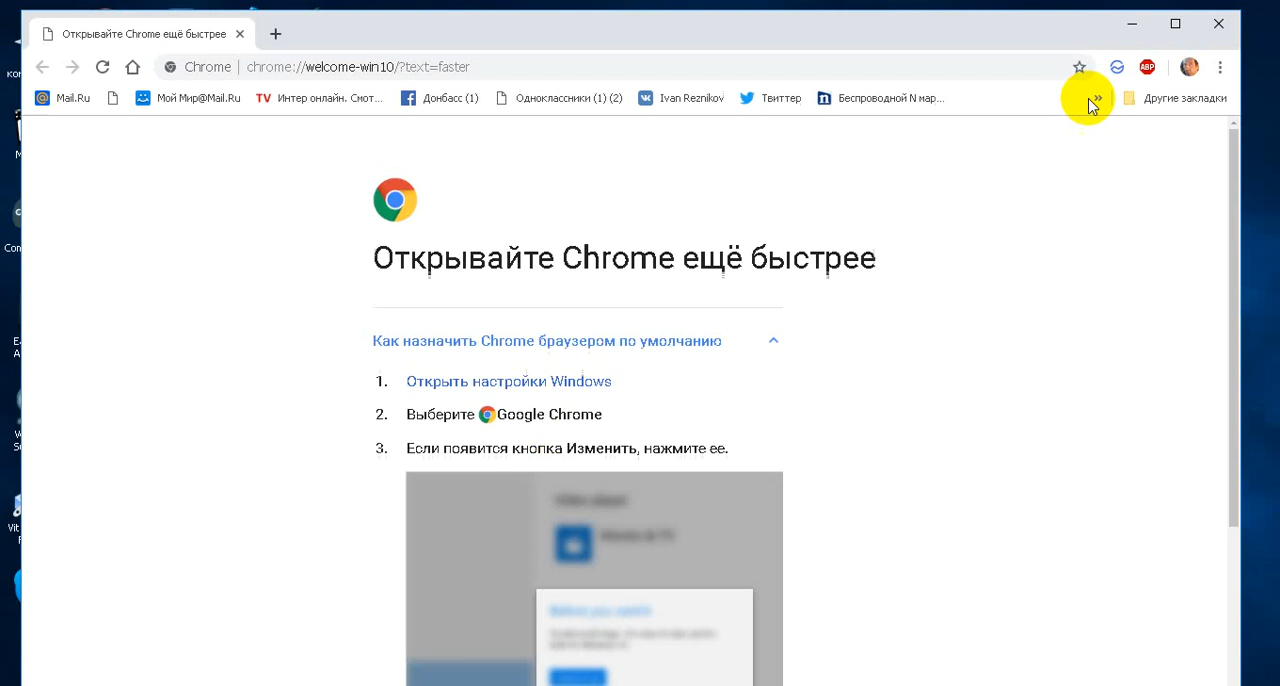 Открывайте Chrome ещё быстрее
Chrome | chrome://welcome-win10/?text=faster
ABP
Mail.Ru Мой Мир@Mail.Ru TV Интер онлайн. Смот... Донбасс (1) Одноклассники (1) (2) Ivan Reznikov Твиттер Беспроводной N мар... » Другие закладки
Открывайте Chrome ещё быстрее
Как назначить Chrome браузером по умолчанию
1. Открыть настройки Windows
2. Выберите Google Chrome
3. Если появится кнопка Изменить, нажмите ее.